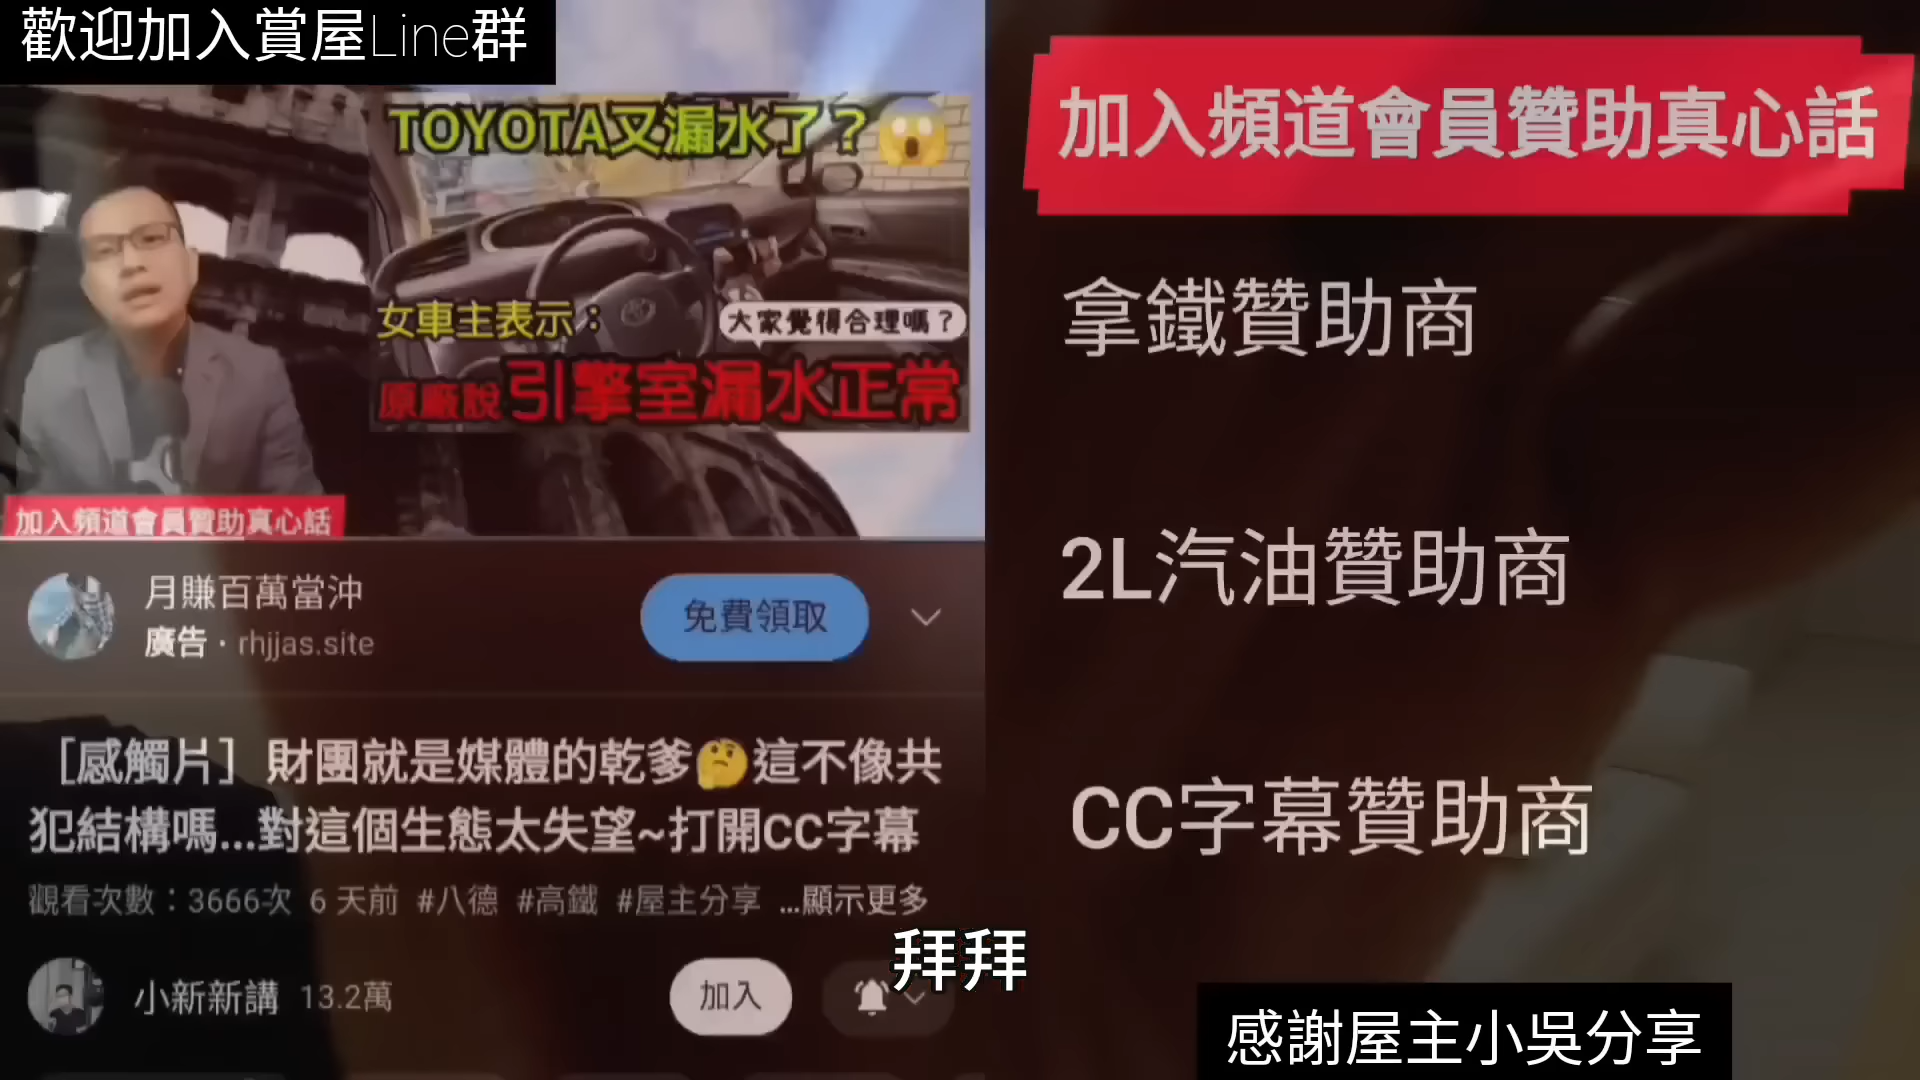 歡迎加入賞屋Line群
TOYOTA又漏水了？
女車主表示：
大家覺得合理嗎？
原廠說引擎室漏水正常
加入頻道會員贊助真心話
月賺百萬當沖
廣告・rhjjas.site
免費領取
［感觸片］財團就是媒體的乾爹🤔這不像共
犯結構嗎...對這個生態太失望~打開CC字幕
觀看次數：3666次 6 天前 #八德 #高鐵 #屋主分享 ...顯示更多
小新新講 13.2萬
加入
加入頻道會員贊助真心話
拿鐵贊助商
2L汽油贊助商
CC字幕贊助商
拜拜
感謝屋主小吳分享